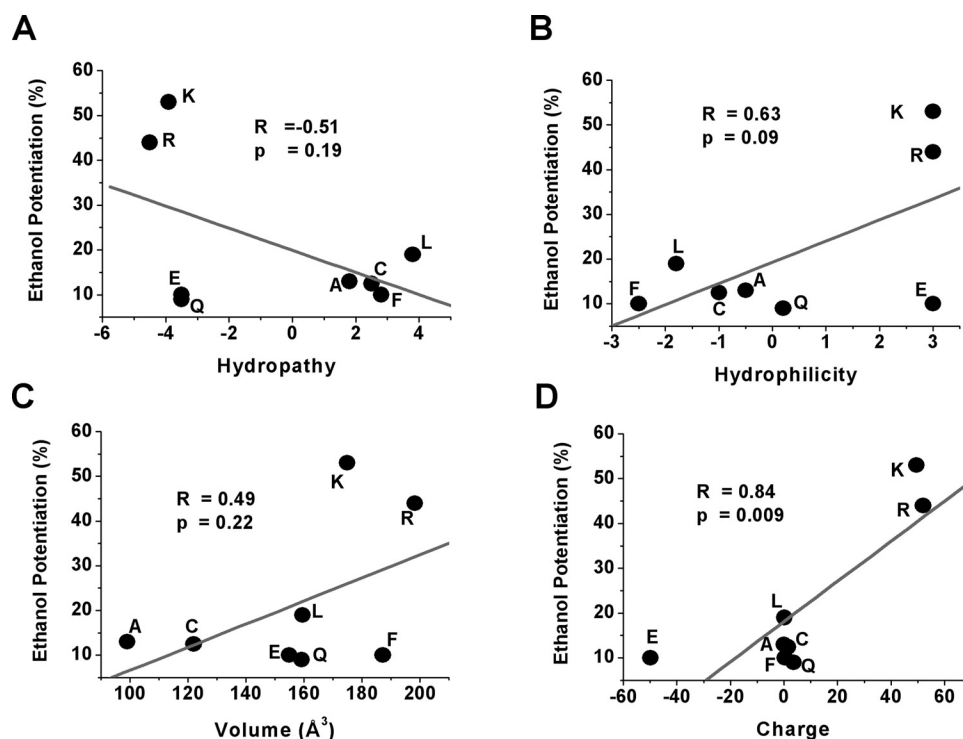 A
Ethanol Potentiation (%)
60
50
40
30
20
10
K
R
R =-0.51
p = 0.19
L
E
Q
A
C
F
-6
-4
-2
0
2
4
Hydropathy
B
Ethanol Potentiation (%)
60
50
40
30
20
10
0
R = 0.63
p = 0.09
K
R
L
F
C
A
Q
E
-3
-2
-1
0
1
2
3
Hydrophilicity
C
Ethanol Potentiation (%)
60
50
40
30
20
10
R = 0.49
p = 0.22
K
R
A
C
L
E
Q
F
100
120
140
160
180
200
Volume (Å³)
D
Ethanol Potentiation (%)
60
50
40
30
20
10
R = 0.84
p = 0.009
K
R
L
E
A
C
F
Q
-60
-40
-20
0
20
40
60
Charge